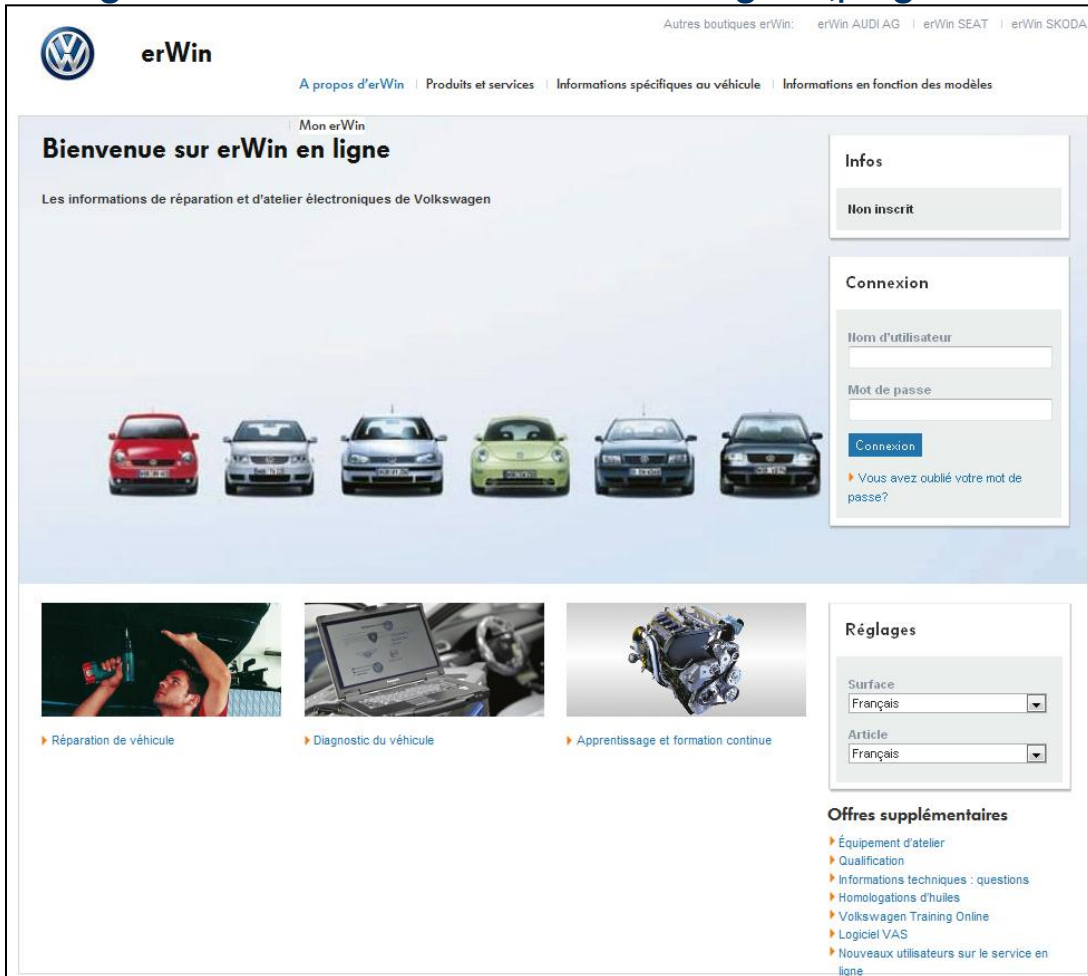 Autres boutiques erWin: erWin AUDI AG | erWin SEAT | erWin SKODA
erWin
A propos d'erWin | Produits et services | Informations spécifiques au véhicule | Informations en fonction des modèles
| Mon erWin
Bienvenue sur erWin en ligne
Les informations de réparation et d'atelier électroniques de Volkswagen
Infos
Non inscrit
Connexion
Nom d'utilisateur
Mot de passe
Connexion
Vous avez oublié votre mot de
passe?
Réparation de véhicule
Diagnostic du véhicule
Apprentissage et formation continue
Réglages
Surface
Français
Article
Français
Offres supplémentaires
Équipement d'atelier
Qualification
Informations techniques : questions
Homologations d'huiles
Volkswagen Training Online
Logiciel VAS
Nouveaux utilisateurs sur le service en
ligne